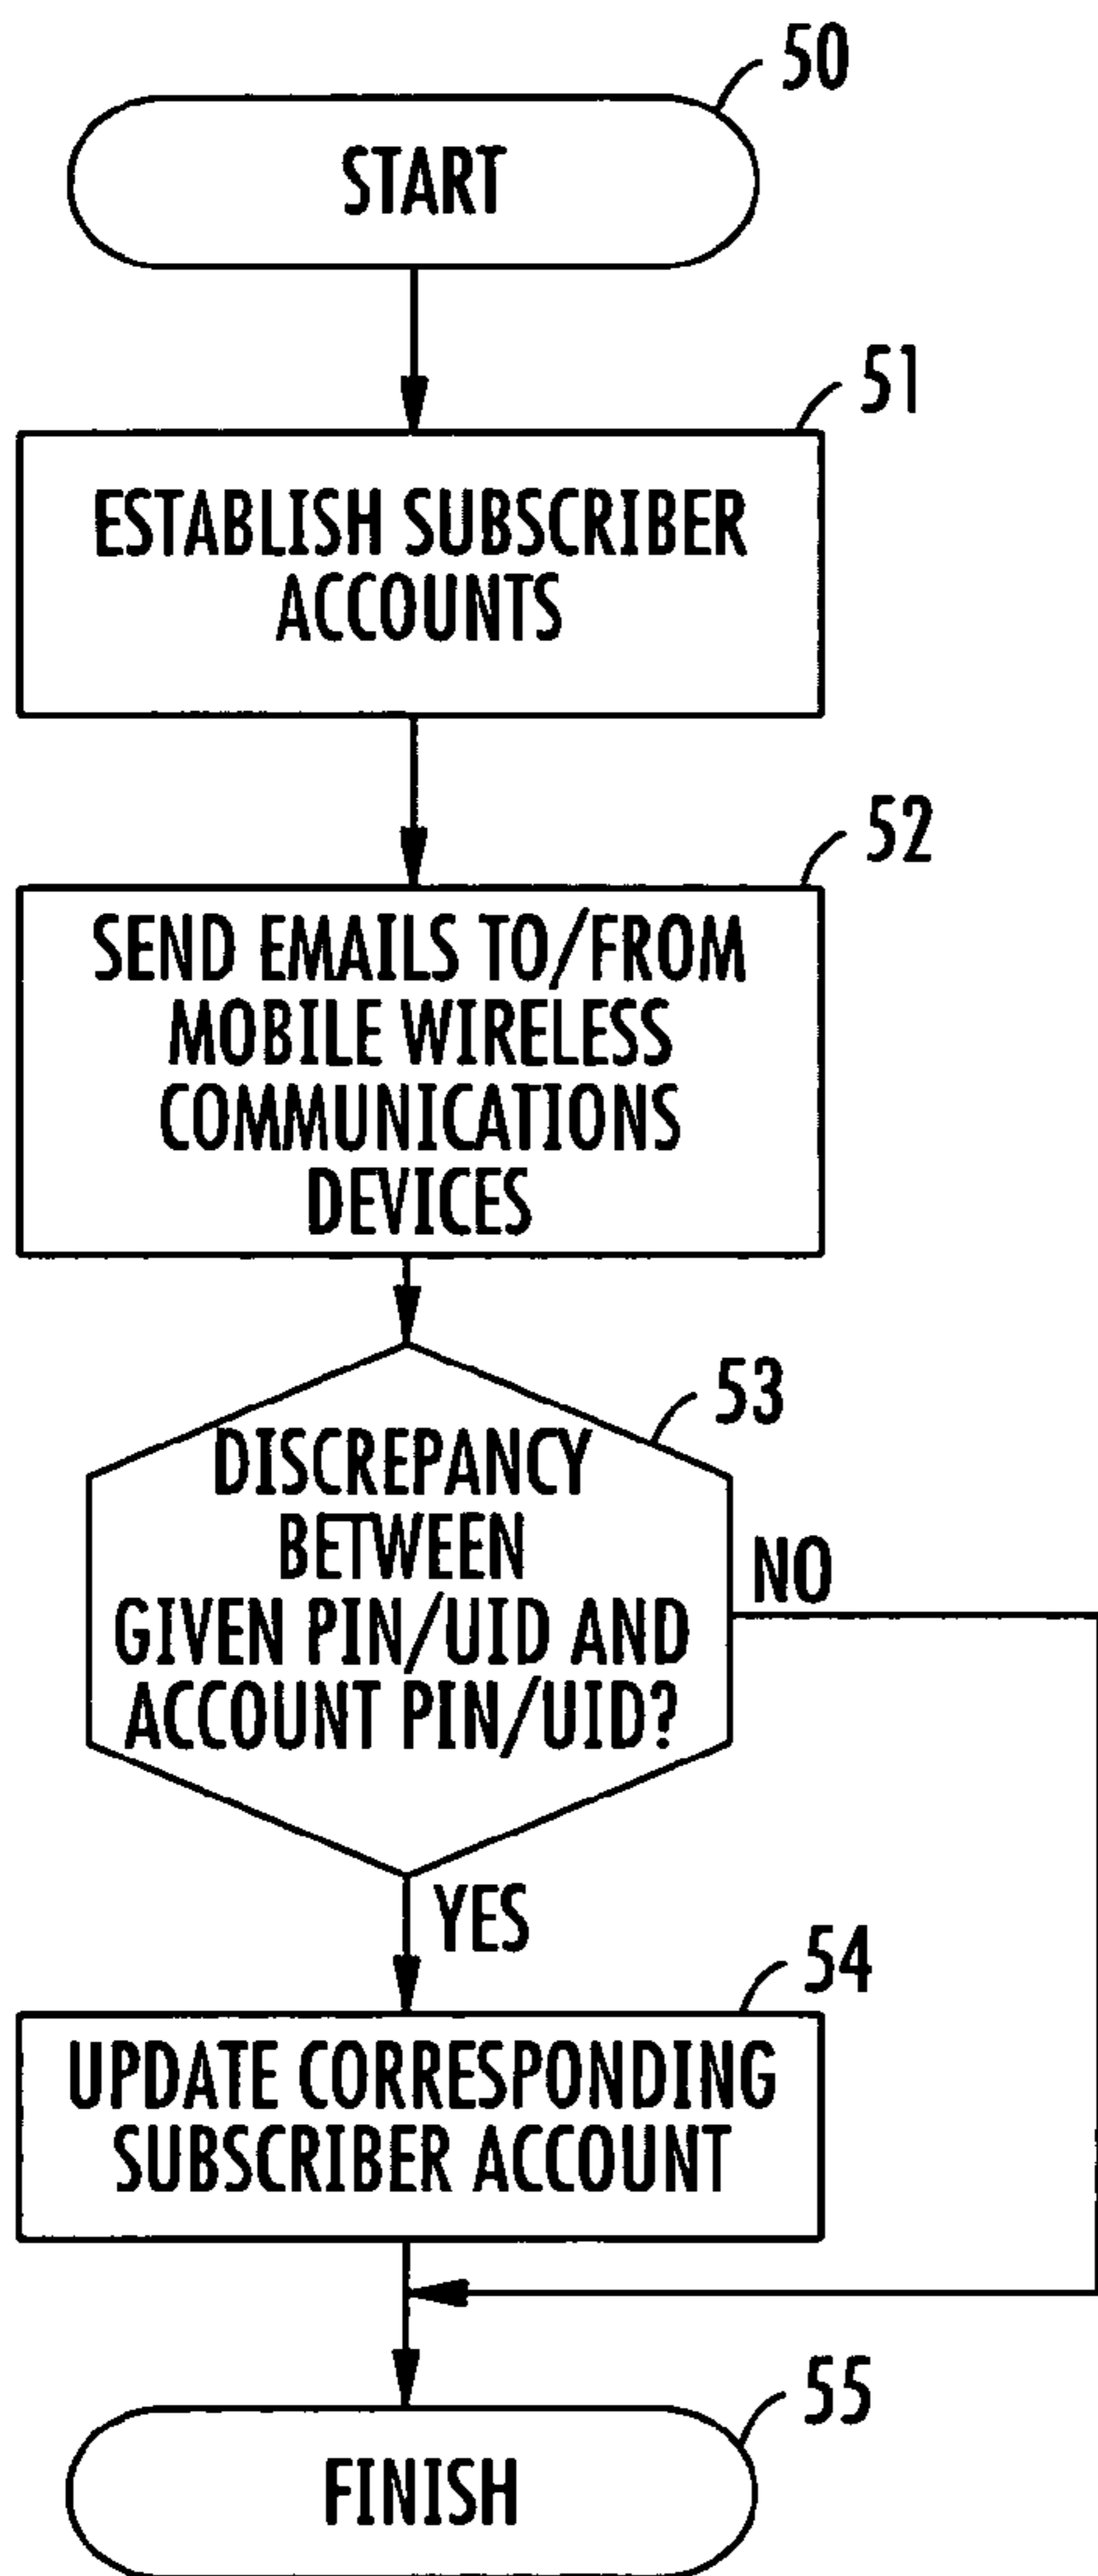 50
START
51
ESTABLISH SUBSCRIBER
ACCOUNTS
52
SEND EMAILS TO/FROM
MOBILE WIRELESS
COMMUNICATIONS
DEVICES
53
DISCREPANCY
BETWEEN
GIVEN PIN/UID AND
ACCOUNT PIN/UID?
NO
YES
54
UPDATE CORRESPONDING
SUBSCRIBER ACCOUNT
55
FINISH